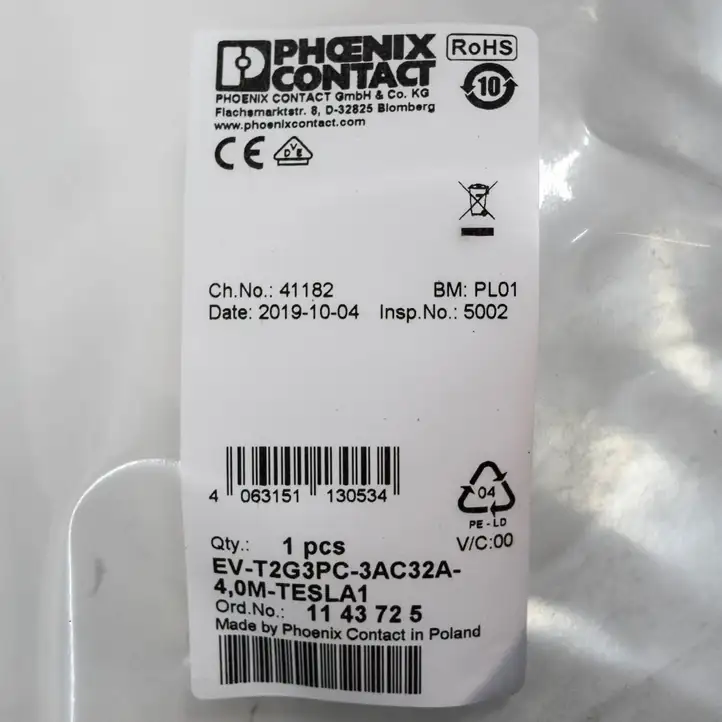 PHŒNIX
CONTACT
RoHS
10
PHOENIX CONTACT GmbH & Co. KG
Flachsmarktstr. 8, D-32825 Blomberg
www.phoenixcontact.com
CE
VDE
Ch.No.: 41182 BM: PL01
Date: 2019-10-04 Insp.No.: 5002
4 063151 130534
04
PE-LD
Qty.: 1 pcs V/C:00
EV-T2G3PC-3AC32A-
4,0M-TESLA1
Ord.No.: 11 43 72 5
Made by Phoenix Contact in Poland